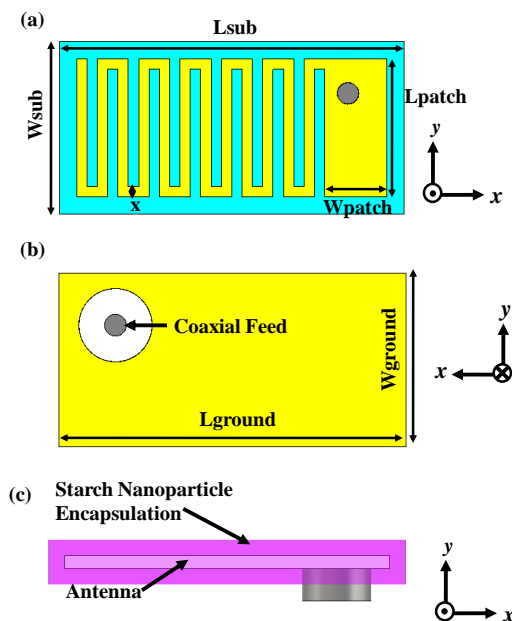 (a)
Lsub
Wsub
Lpatch
x
Wpatch
y
x
(b)
Coaxial Feed
Wground
Lground
y
x
(c)
Starch Nanoparticle
Encapsulation
Antenna
y
x